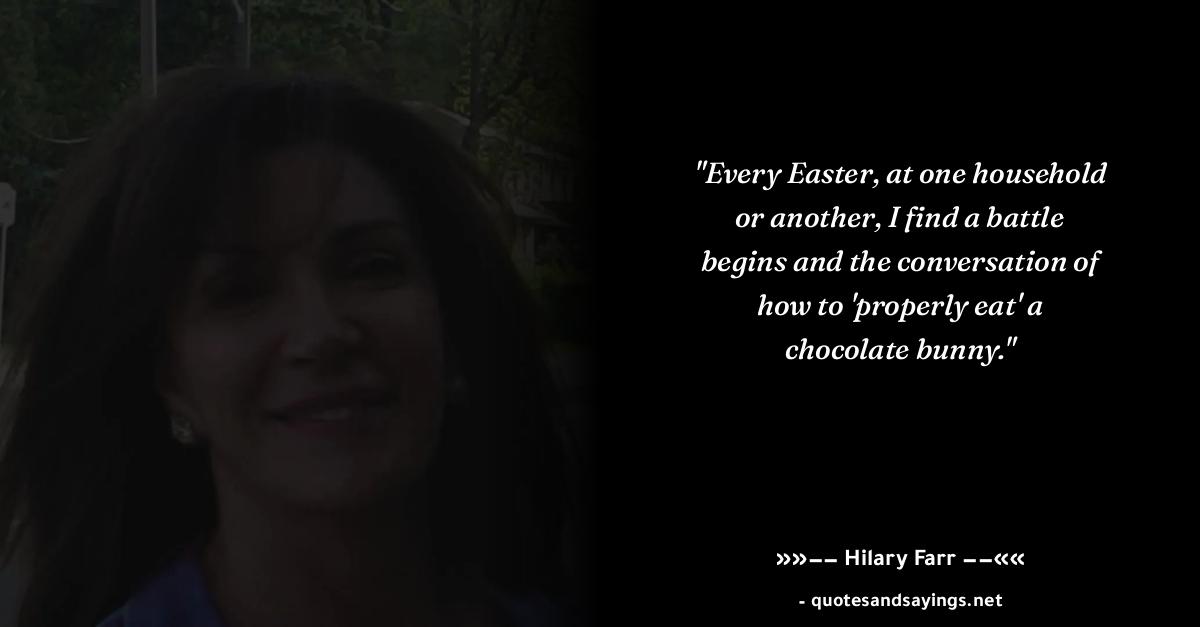 "Every Easter, at one household
or another, I find a battle
begins and the conversation of
how to 'properly eat' a
chocolate bunny."
»»−− Hilary Farr −−««
- quotesandsayings.net